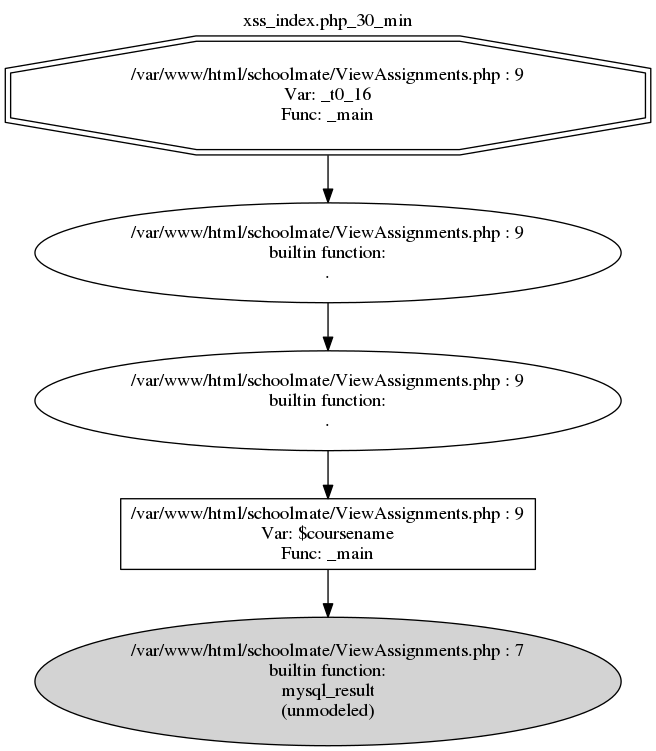 xss_index.php_30_min
/var/www/html/schoolmate/ViewAssignments.php : 9
Var: _t0_16
Func: _main
/var/www/html/schoolmate/ViewAssignments.php : 9
builtin function:
.
/var/www/html/schoolmate/ViewAssignments.php : 9
builtin function:
.
/var/www/html/schoolmate/ViewAssignments.php : 9
Var: $coursename
Func: _main
/var/www/html/schoolmate/ViewAssignments.php : 7
builtin function:
mysql_result
(unmodeled)